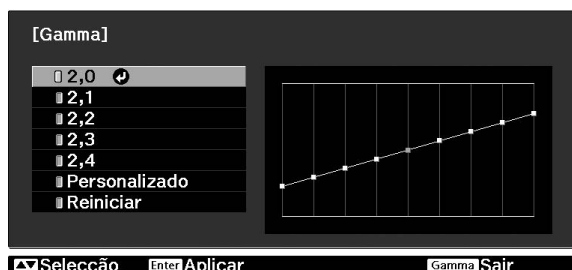 [Gamma]
2,0
2,1
2,2
2,3
2,4
Personalizado
Reiniciar
Selecção Enter Aplicar Gamma Sair